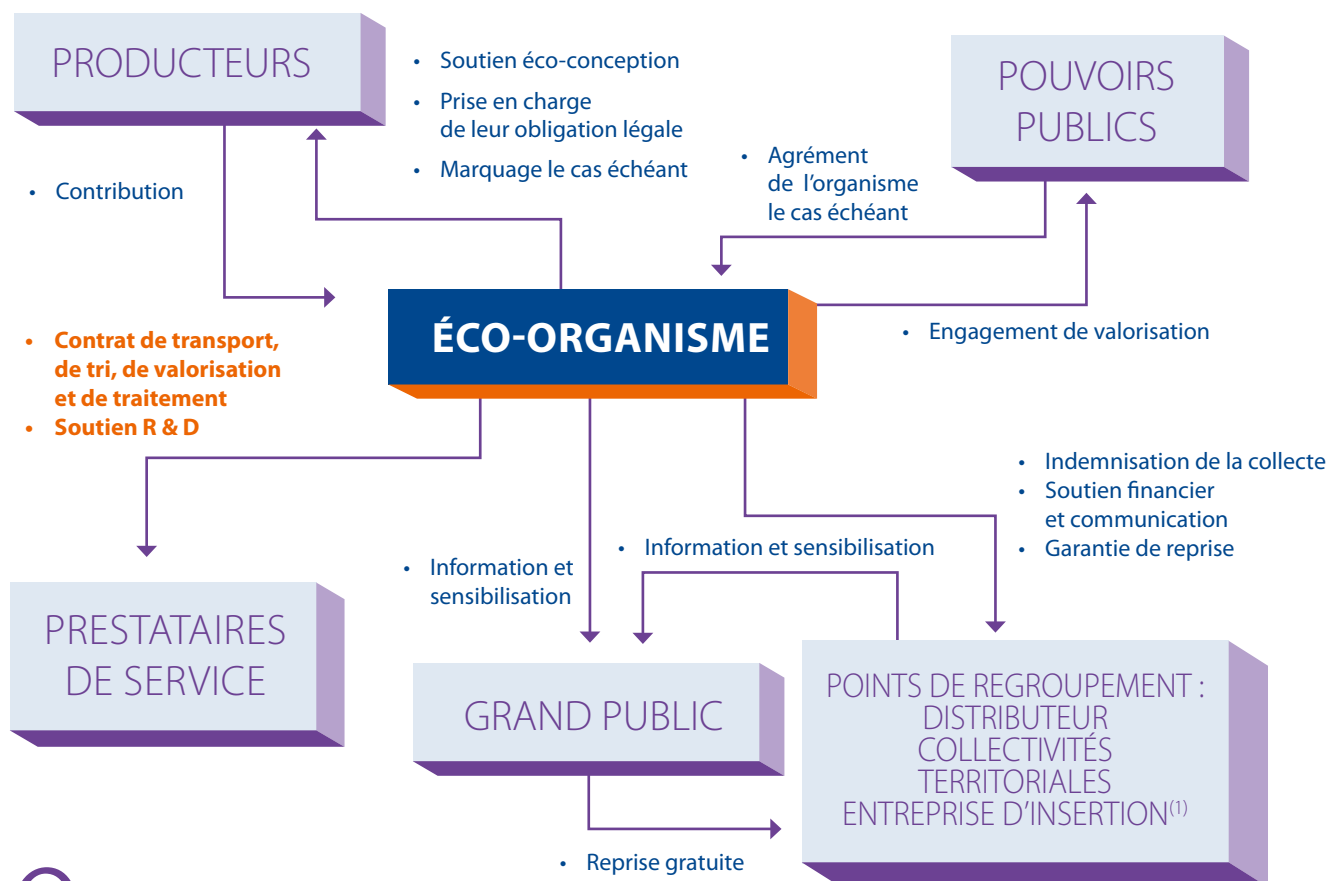 PRODUCTEURS
• Soutien éco-conception
• Prise en charge
de leur obligation légale
• Marquage le cas échéant
POUVOIRS
PUBLICS
• Agrément
de l'organisme
le cas échéant
• Contribution
ÉCO-ORGANISME
• Engagement de valorisation
• Contrat de transport,
de tri, de valorisation
et de traitement
• Soutien R & D
• Indemnisation de la collecte
• Soutien financier
et communication
• Garantie de reprise
• Information et
sensibilisation
• Information et sensibilisation
PRESTATAIRES
DE SERVICE
GRAND PUBLIC
POINTS DE REGROUPEMENT :
DISTRIBUTEUR
COLLECTIVITÉS
TERRITORIALES
ENTREPRISE D'INSERTION(1)
• Reprise gratuite